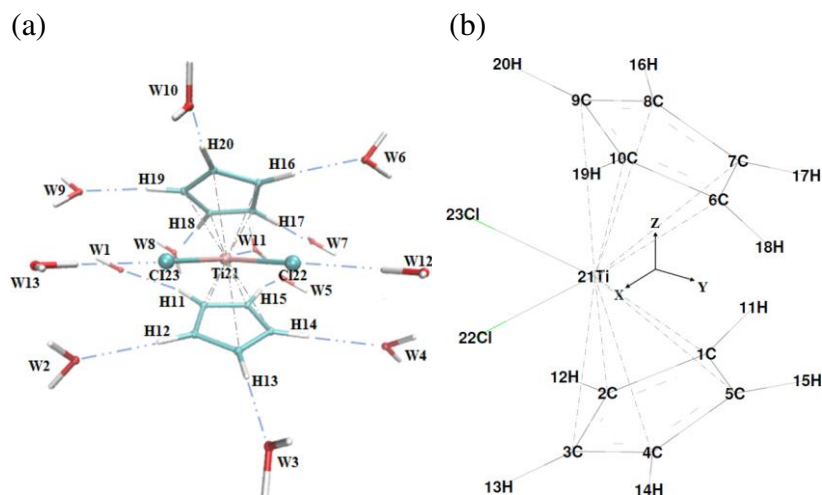 (a)
W10
H20
H16
W6
H19
W9
H17
H18
W8
W11
W7
W1
W12
W13
Cl23
Ti21
Cl22
H11
H15
W5
H12
H14
W2
W4
H13
W3
(b)
20H
16H
9C
8C
10C
7C
19H
17H
6C
23Cl
18H
Z
21Ti
X
Y
11H
22Cl
1C
12H
2C
5C
15H
3C
4C
13H
14H